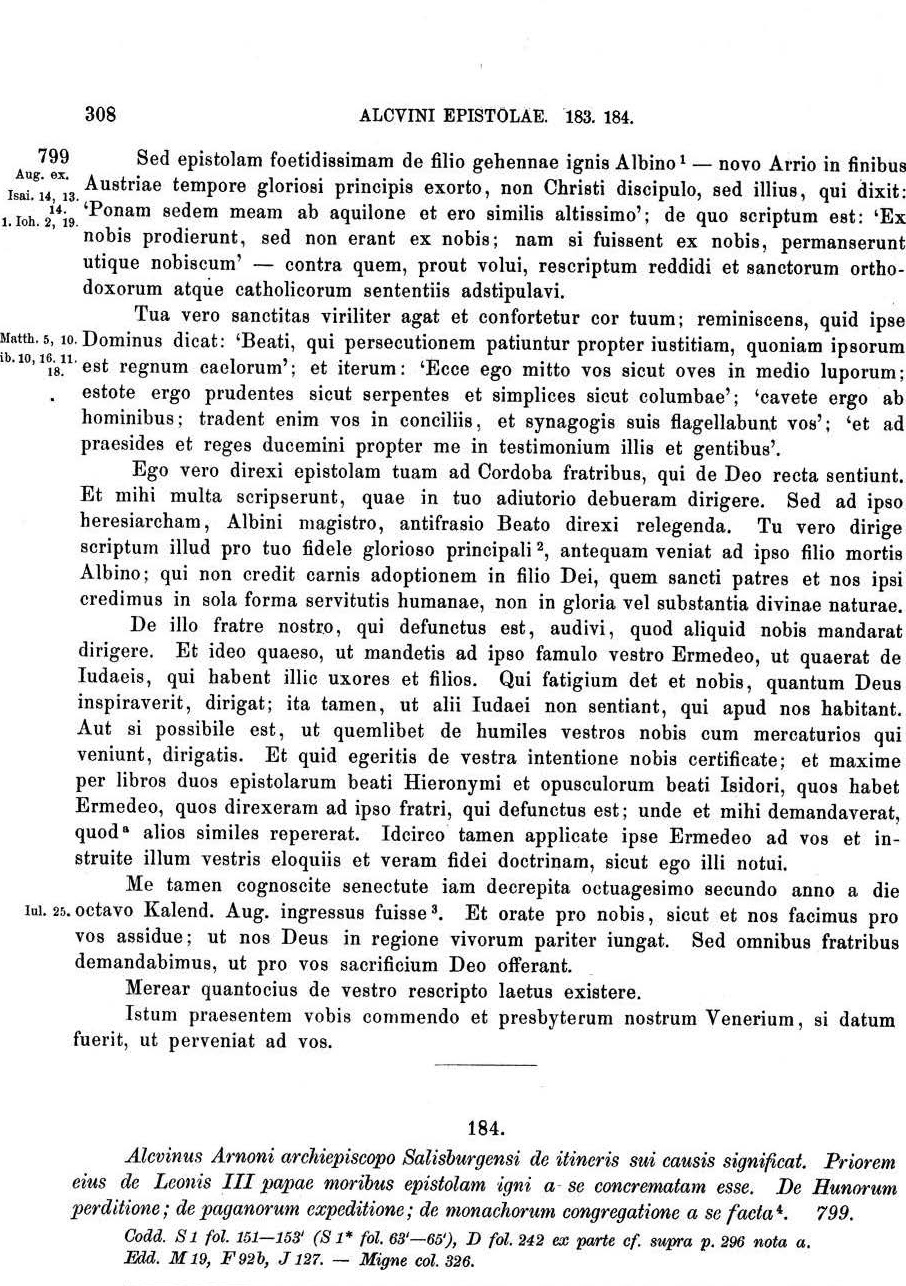 308 ALCVINI EPISTOLAE. 183. 184.
799 Sed epistolam foetidissimam de filio gehennae ignis Albino¹ — novo Arrio in finibus
Aug. ex.
Isai. 14, 13. Austriae tempore gloriosi principis exorto, non Christi discipulo, sed illius, qui dixit:
14. ‘Ponam sedem meam ab aquilone et ero similis altissimo’; de quo scriptum est: ‘Ex
1. Ioh. 2, 19. nobis prodierunt, sed non erant ex nobis; nam si fuissent ex nobis, permanserunt
utique nobiscum’ — contra quem, prout volui, rescriptum reddidi et sanctorum ortho-
doxorum atque catholicorum sententiis adstipulavi.
Tua vero sanctitas viriliter agat et confortetur cor tuum; reminiscens, quid ipse
Matth. 5, 10. Dominus dicat: ‘Beati, qui persecutionem patiuntur propter iustitiam, quoniam ipsorum
ib. 10, 16. 11. est regnum caelorum’; et iterum: ‘Ecce ego mitto vos sicut oves in medio luporum;
18.
estote ergo prudentes sicut serpentes et simplices sicut columbae’; ‘cavete ergo ab
hominibus; tradent enim vos in conciliis, et synagogis suis flagellabunt vos’; ‘et ad
praesides et reges ducemini propter me in testimonium illis et gentibus’.
Ego vero direxi epistolam tuam ad Cordoba fratribus, qui de Deo recta sentiunt.
Et mihi multa scripserunt, quae in tuo adiutorio debueram dirigere. Sed ad ipso
heresiarcham, Albini magistro, antifrasio Beato direxi relegenda. Tu vero dirige
scriptum illud pro tuo fidele glorioso principali², antequam veniat ad ipso filio mortis
Albino; qui non credit carnis adoptionem in filio Dei, quem sancti patres et nos ipsi
credimus in sola forma servitutis humanae, non in gloria vel substantia divinae naturae.
De illo fratre nostro, qui defunctus est, audivi, quod aliquid nobis mandarat
dirigere. Et ideo quaeso, ut mandetis ad ipso famulo vestro Ermedeo, ut quaerat de
Iudaeis, qui habent illic uxores et filios. Qui fatigium det et nobis, quantum Deus
inspiraverit, dirigat; ita tamen, ut alii Iudaei non sentiant, qui apud nos habitant.
Aut si possibile est, ut quemlibet de humiles vestros nobis cum mercaturios qui
veniunt, dirigatis. Et quid egeritis de vestra intentione nobis certificate; et maxime
per libros duos epistolarum beati Hieronymi et opusculorum beati Isidori, quos habet
Ermedeo, quos direxeram ad ipso fratri, qui defunctus est; unde et mihi demandaverat,
quodᵃ alios similes repererat. Idcirco tamen applicate ipse Ermedeo ad vos et in-
struite illum vestris eloquiis et veram fidei doctrinam, sicut ego illi notui.
Me tamen cognoscite senectute iam decrepita octuagesimo secundo anno a die
Iul. 25. octavo Kalend. Aug. ingressus fuisse³. Et orate pro nobis, sicut et nos facimus pro
vos assidue; ut nos Deus in regione vivorum pariter iungat. Sed omnibus fratribus
demandabimus, ut pro vos sacrificium Deo offerant.
Merear quantocius de vestro rescripto laetus existere.
Istum praesentem vobis commendo et presbyterum nostrum Venerium, si datum
fuerit, ut perveniat ad vos.
184.
Alcvinus Arnoni archiepiscopo Salisburgensi de itineris sui causis significat. Priorem
eius de Leonis III papae moribus epistolam igni a se concrematam esse. De Hunorum
perditione; de paganorum expeditione; de monachorum congregatione a se facta⁴. 799.
Codd. S 1 fol. 151—153' (S 1* fol. 63'—65'), D fol. 242 ex parte cf. supra p. 296 nota a.
Edd. M 19, F 92b, J 127. — Migne col. 326.